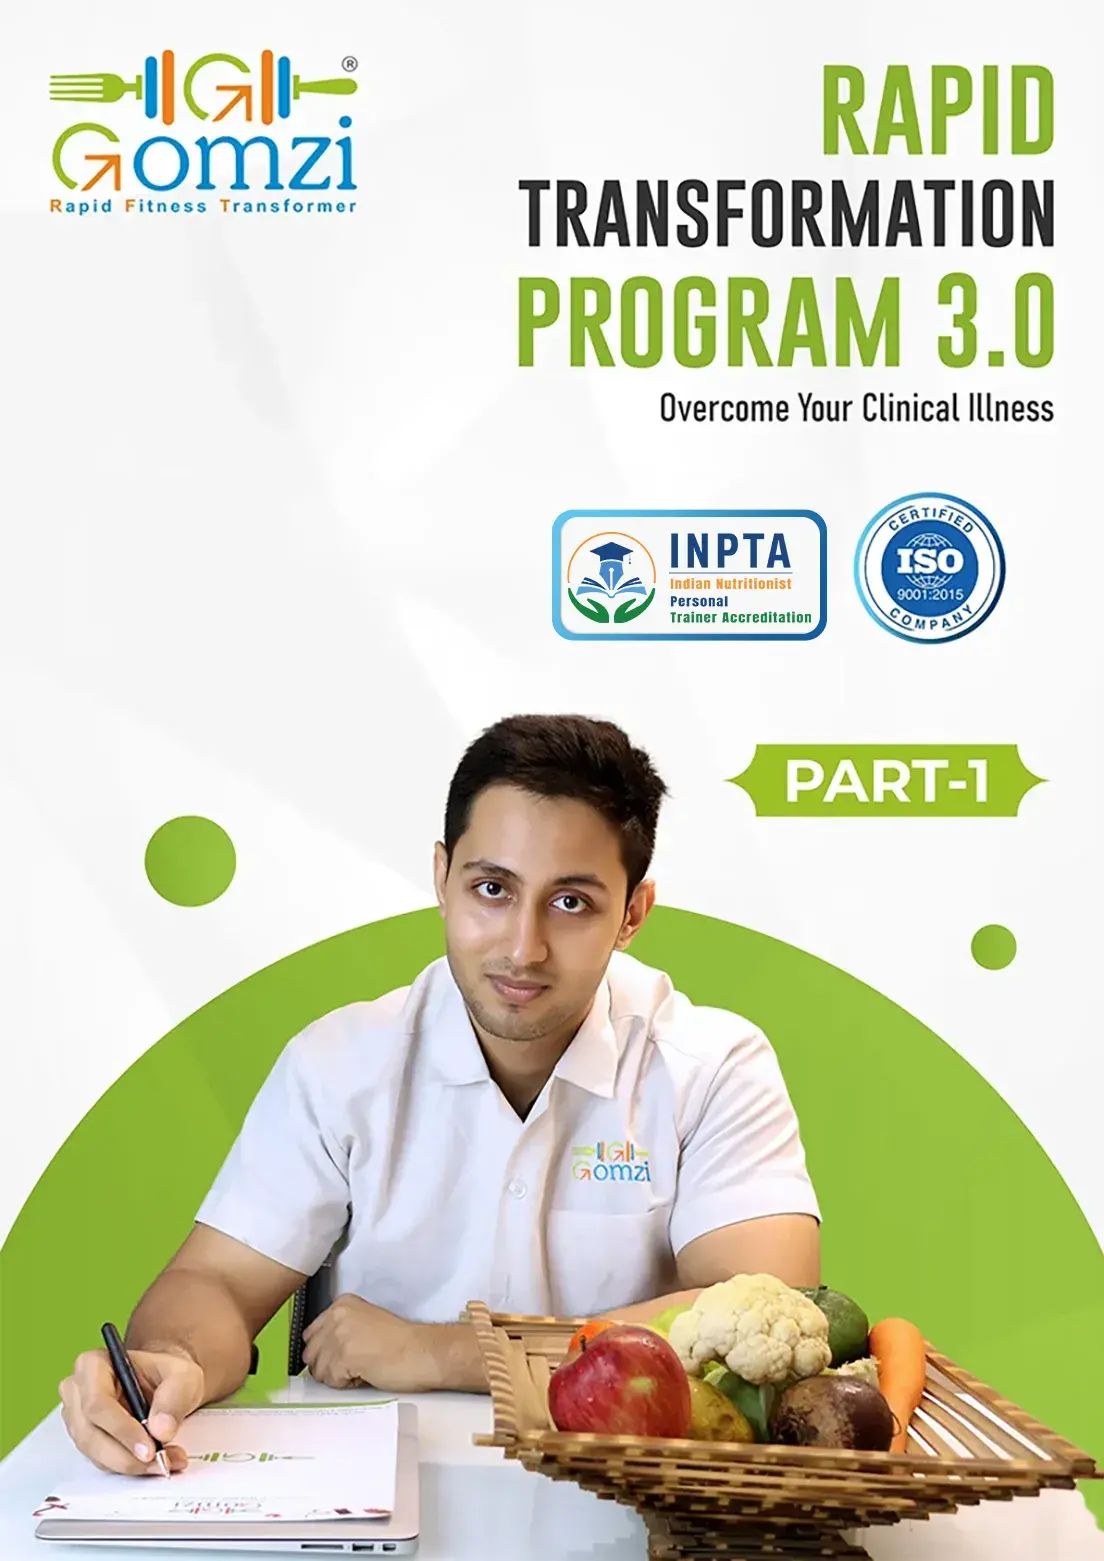 ®
Gomzi
Rapid Fitness Transformer
RAPID
TRANSFORMATION
PROGRAM 3.0
Overcome Your Clinical Illness
INPTA
Indian Nutritionist
Personal
Trainer Accreditation
CERTIFIED
ISO
9001:2015
COMPANY
PART-1
Gomzi
Gomzi